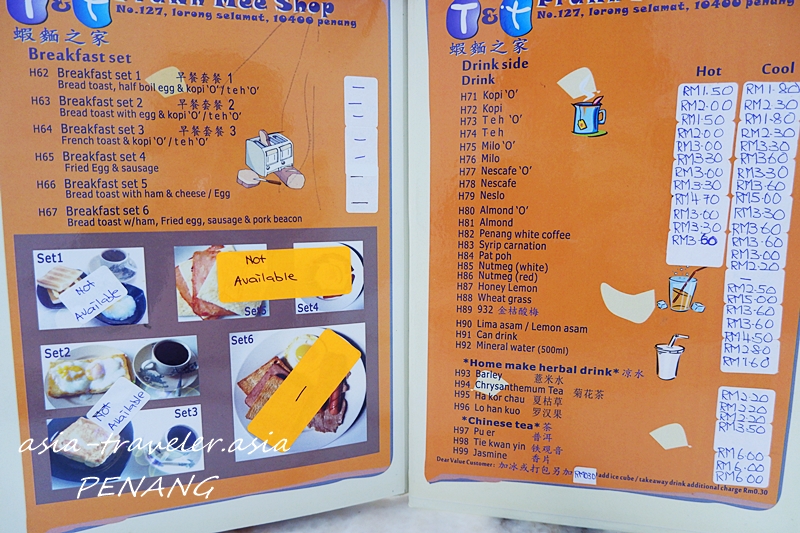 T & T Prawn Mee Shop
No.127, lorong selamat, 10400 penang
蝦麵之家
Breakfast set
H62 Breakfast set 1 早餐套餐 1
Bread toast, half boil egg & kopi 'O' / t e h 'O'
H63 Breakfast set 2 早餐套餐 2
Bread toast with egg & kopi 'O' / t e h 'O'
H64 Breakfast set 3 早餐套餐 3
French toast & kopi 'O' / t e h 'O'
H65 Breakfast set 4
Fried Egg & sausage
H66 Breakfast set 5
Bread toast with ham & cheese / Egg
H67 Breakfast set 6
Bread toast w/ham, Fried egg, sausage & pork beacon
Set1
Not Available
Not Available
Set5
Set2
Not Available
Set3
Set6
asia-traveler.asia
PENANG
T & T
No.127, lorong selamat, 10400 penang
蝦麵之家
Drink side
Drink Hot Cool
H71 Kopi 'O' RM1.50 RM1.80
H72 Kopi RM2.00 RM2.30
H73 T e h 'O' RM1.50 RM1.80
H74 T e h RM2.00 RM2.30
H75 Milo 'O' RM3.00 RM3.30
H76 Milo RM3.30 RM3.60
H77 Nescafe 'O' RM3.00 RM3.30
H78 Nescafe RM3.30 RM3.60
H79 Neslo RM4.70 RM5.00
H80 Almond 'O' RM3.00 RM3.30
H81 Almond RM3.30 RM3.60
H82 Penang white coffee RM3.60
H83 Syrip carnation RM3.00
H84 Pat poh RM2.20
H85 Nutmeg (white)
H86 Nutmeg (red) RM2.50
H87 Honey Lemon RM5.00
H88 Wheat grass RM3.60
H89 932 金桔酸梅 RM3.60
H90 Lima asam / Lemon asam RM4.50
H91 Can drink RM2.80
H92 Mineral water (500ml) RM1.60
*Home make herbal drink* 凉水
H93 Barley 薏米水 RM2.20
H94 Chrysanthemum Tea 菊花茶 RM2.20
H95 Ha kor chau 夏枯草 RM2.20
H96 Lo han kuo 罗汉果 RM3.50
*Chinese tea* 茶
H97 Pu er 普洱 RM6.00
H98 Tie kwan yin 铁观音 RM6.00
H99 Jasmine 香片 RM6.00
Dear Value Customer: 加冰或打包另加 RM0.30 add ice cube / takeaway drink additional charge Rm0.30